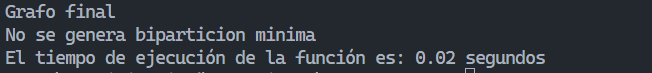 Grafo final
No se genera biparticion minima
El tiempo de ejecución de la función es: 0.02 segundos